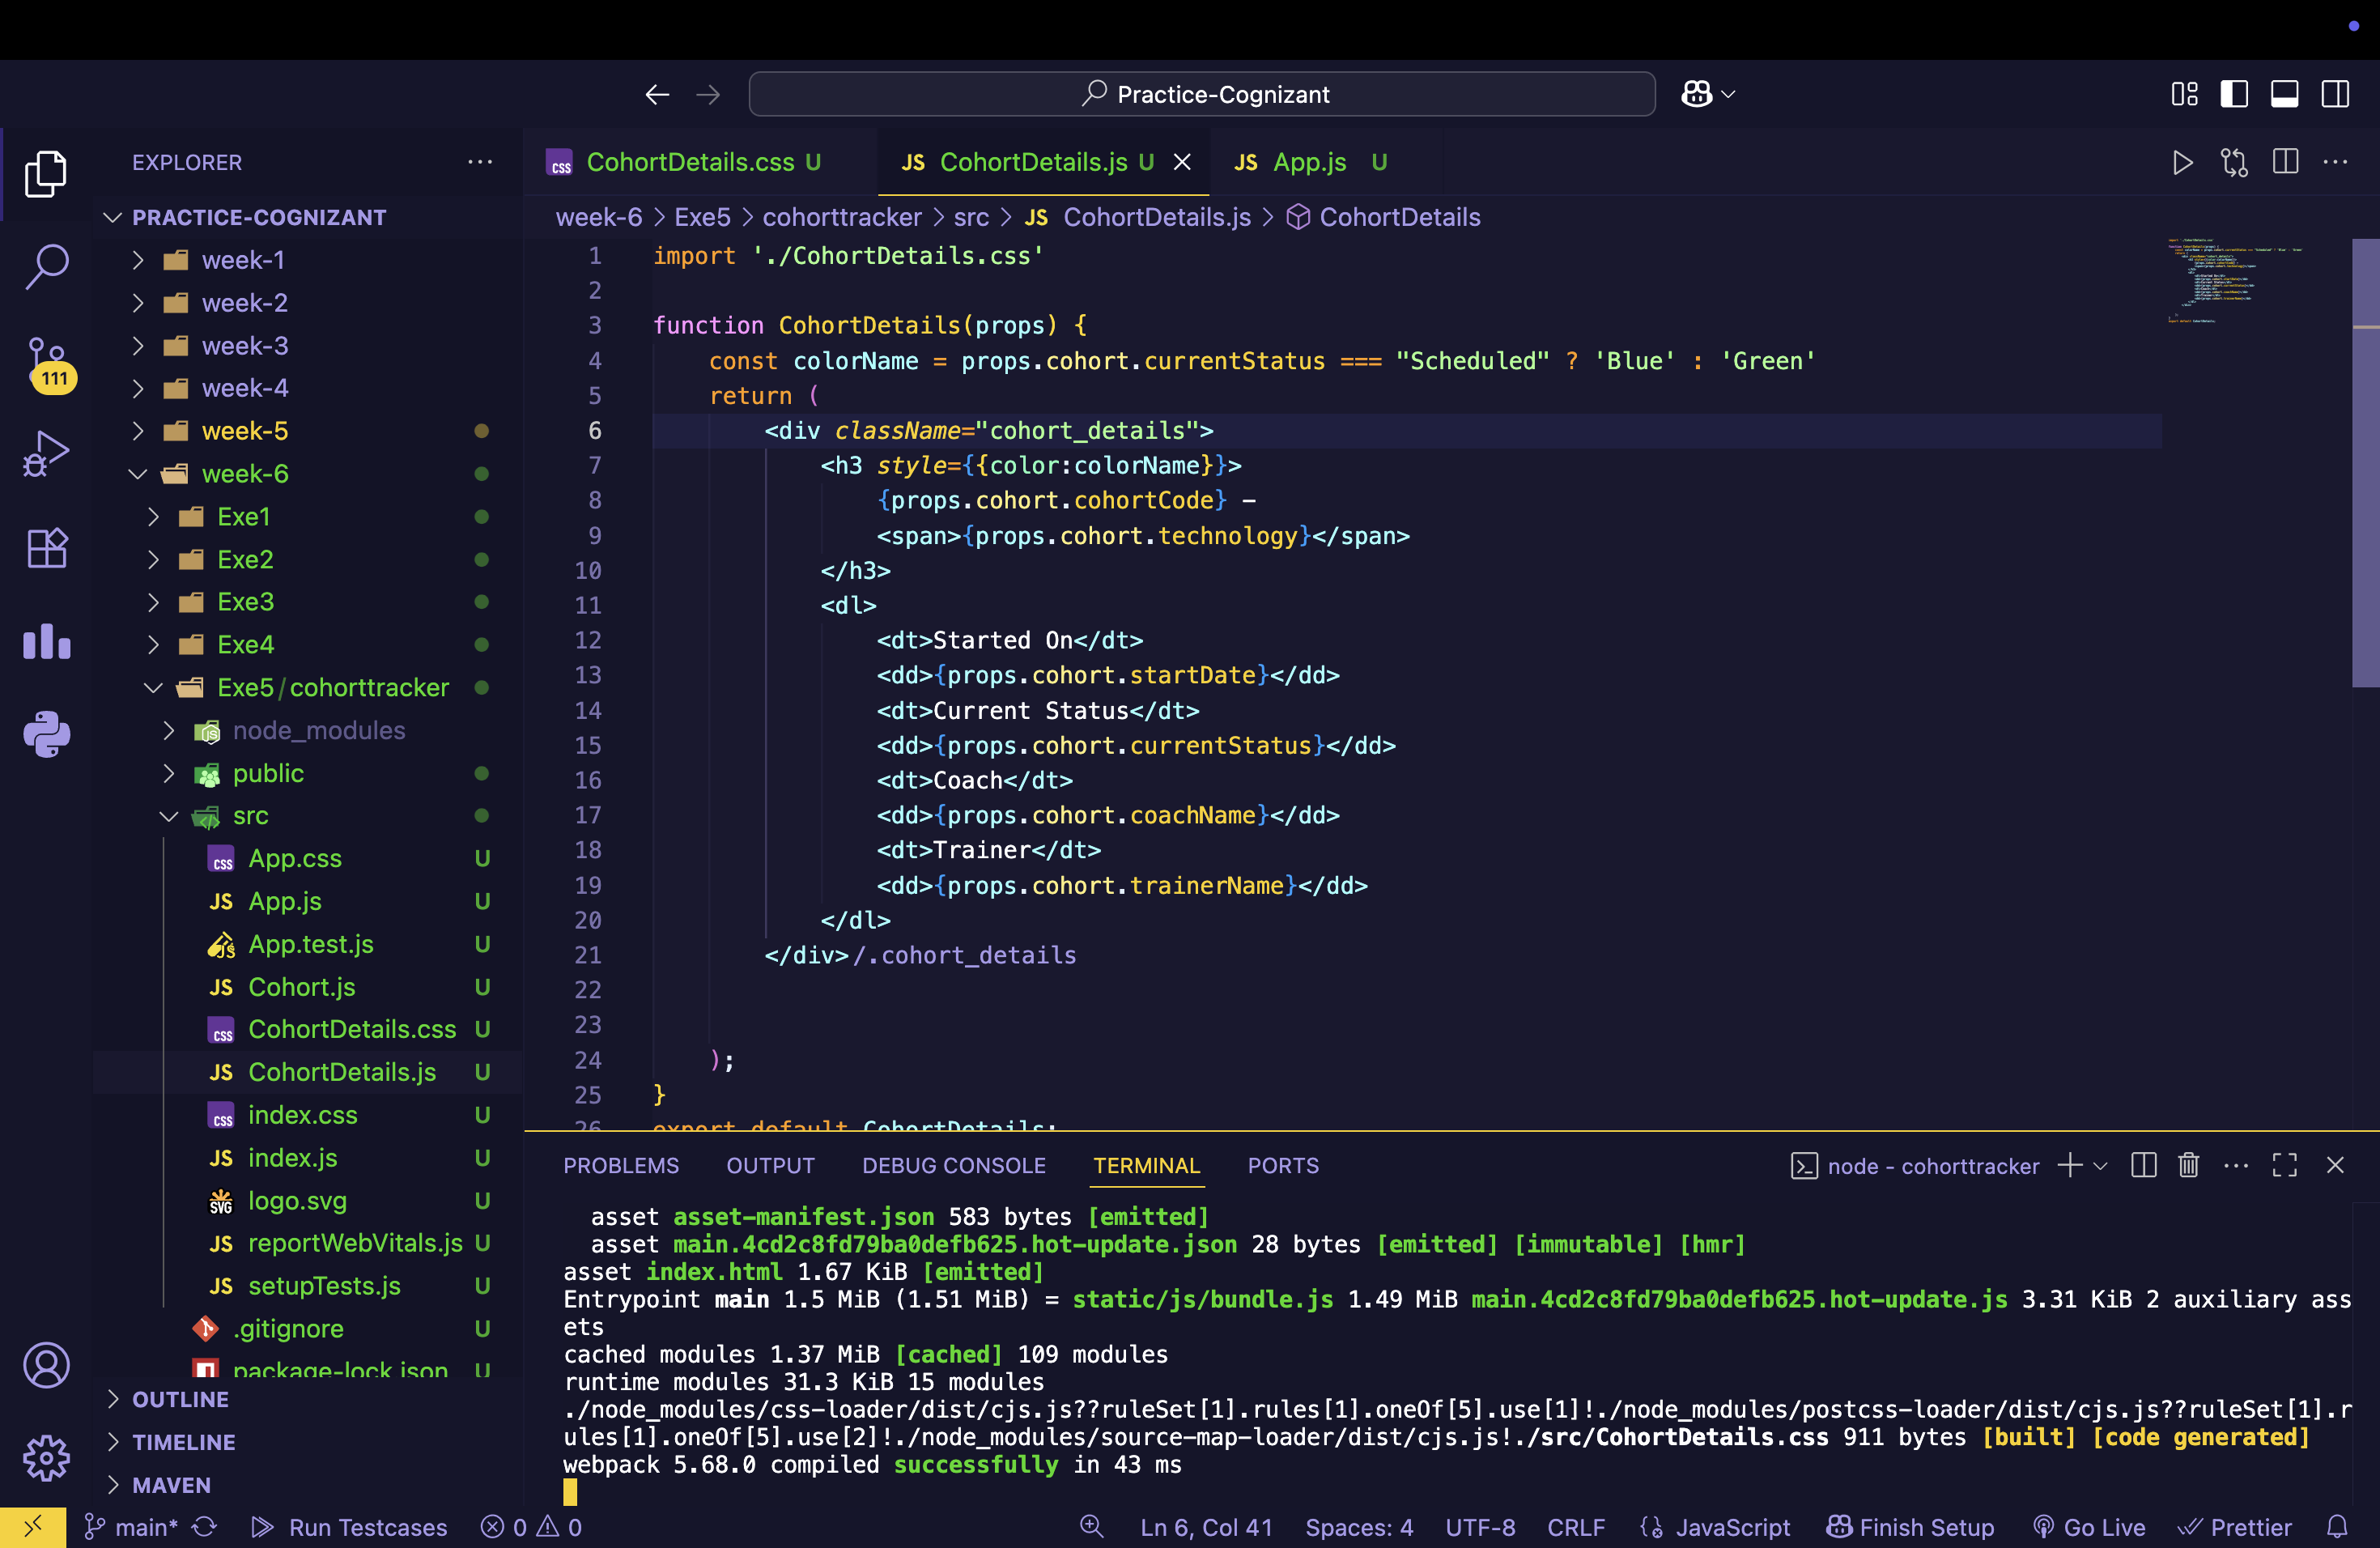 Practice-Cognizant
EXPLORER
PRACTICE-COGNIZANT
week-1
week-2
week-3
week-4
week-5
week-6
Exe1
Exe2
Exe3
Exe4
Exe5/cohorttracker
node_modules
public
src
App.css U
App.js U
App.test.js U
Cohort.js U
CohortDetails.css U
CohortDetails.js U
index.css U
index.js U
logo.svg U
reportWebVitals.js U
setupTests.js U
.gitignore U
package-lock.json U
OUTLINE
TIMELINE
MAVEN
111
CohortDetails.css U
JS CohortDetails.js U
JS App.js U
week-6 > Exe5 > cohorttracker > src > JS CohortDetails.js > CohortDetails
1 import './CohortDetails.css'
2
3 function CohortDetails(props) {
4 const colorName = props.cohort.currentStatus === "Scheduled" ? 'Blue' : 'Green'
5 return (
6 <div className="cohort_details">
7 <h3 style={{color:colorName}}>
8 {props.cohort.cohortCode} -
9 <span>{props.cohort.technology}</span>
10 </h3>
11 <dl>
12 <dt>Started On</dt>
13 <dd>{props.cohort.startDate}</dd>
14 <dt>Current Status</dt>
15 <dd>{props.cohort.currentStatus}</dd>
16 <dt>Coach</dt>
17 <dd>{props.cohort.coachName}</dd>
18 <dt>Trainer</dt>
19 <dd>{props.cohort.trainerName}</dd>
20 </dl>
21 </div>/.cohort_details
22
23
24 );
25 }
26 export default CohortDetails;
PROBLEMS OUTPUT DEBUG CONSOLE TERMINAL PORTS
node - cohorttracker
asset asset-manifest.json 583 bytes [emitted]
asset main.4cd2c8fd79ba0defb625.hot-update.json 28 bytes [emitted] [immutable] [hmr]
asset index.html 1.67 KiB [emitted]
Entrypoint main 1.5 MiB (1.51 MiB) = static/js/bundle.js 1.49 MiB main.4cd2c8fd79ba0defb625.hot-update.js 3.31 KiB 2 auxiliary ass
ets
cached modules 1.37 MiB [cached] 109 modules
runtime modules 31.3 KiB 15 modules
./node_modules/css-loader/dist/cjs.js??ruleSet[1].rules[1].oneOf[5].use[1]!./node_modules/postcss-loader/dist/cjs.js??ruleSet[1].r
ules[1].oneOf[5].use[2]!./node_modules/source-map-loader/dist/cjs.js!./src/CohortDetails.css 911 bytes [built] [code generated]
webpack 5.68.0 compiled successfully in 43 ms
main* Run Testcases 0 0
Ln 6, Col 41 Spaces: 4 UTF-8 CRLF JavaScript Finish Setup Go Live Prettier